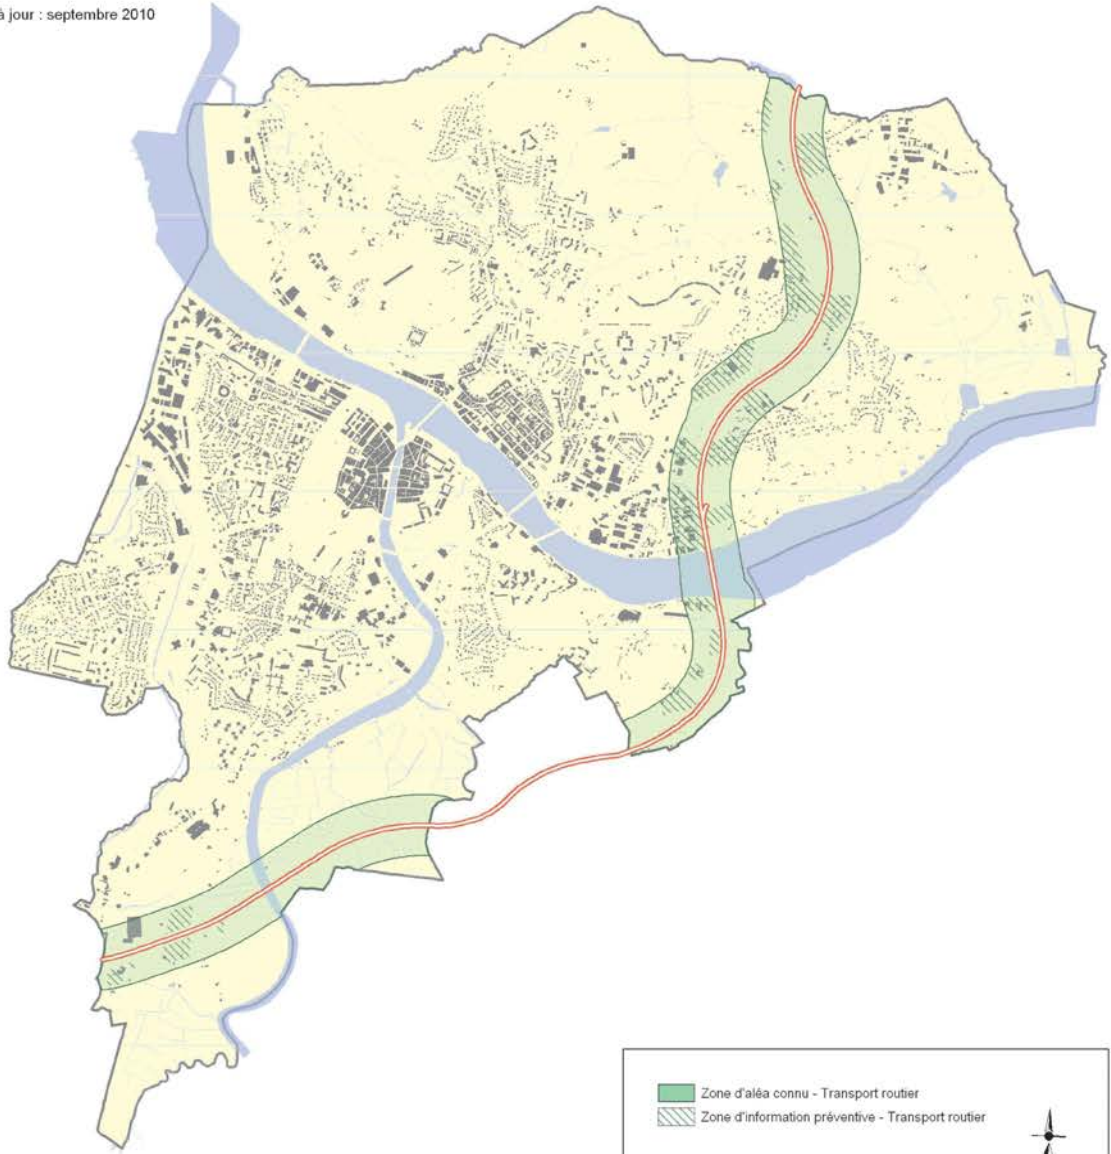 à jour : septembre 2010
Zone d'aléa connu - Transport routier
Zone d'information préventive - Transport routier